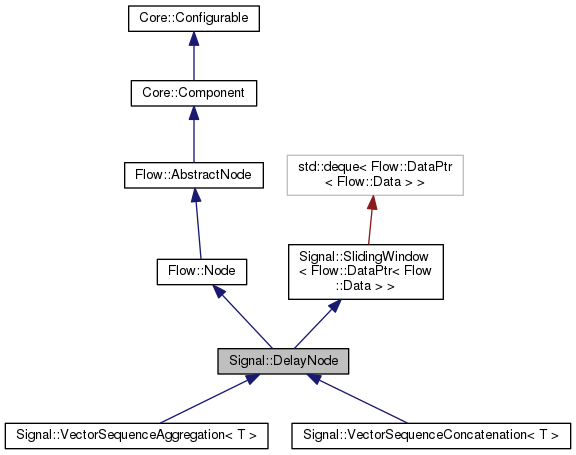 Core::Configurable
Core::Component
Flow::AbstractNode
std::deque< Flow::DataPtr
< Flow::Data > >
Flow::Node
Signal::SlidingWindow
< Flow::DataPtr< Flow
::Data > >
Signal::DelayNode
Signal::VectorSequenceAggregation< T >
Signal::VectorSequenceConcatenation< T >